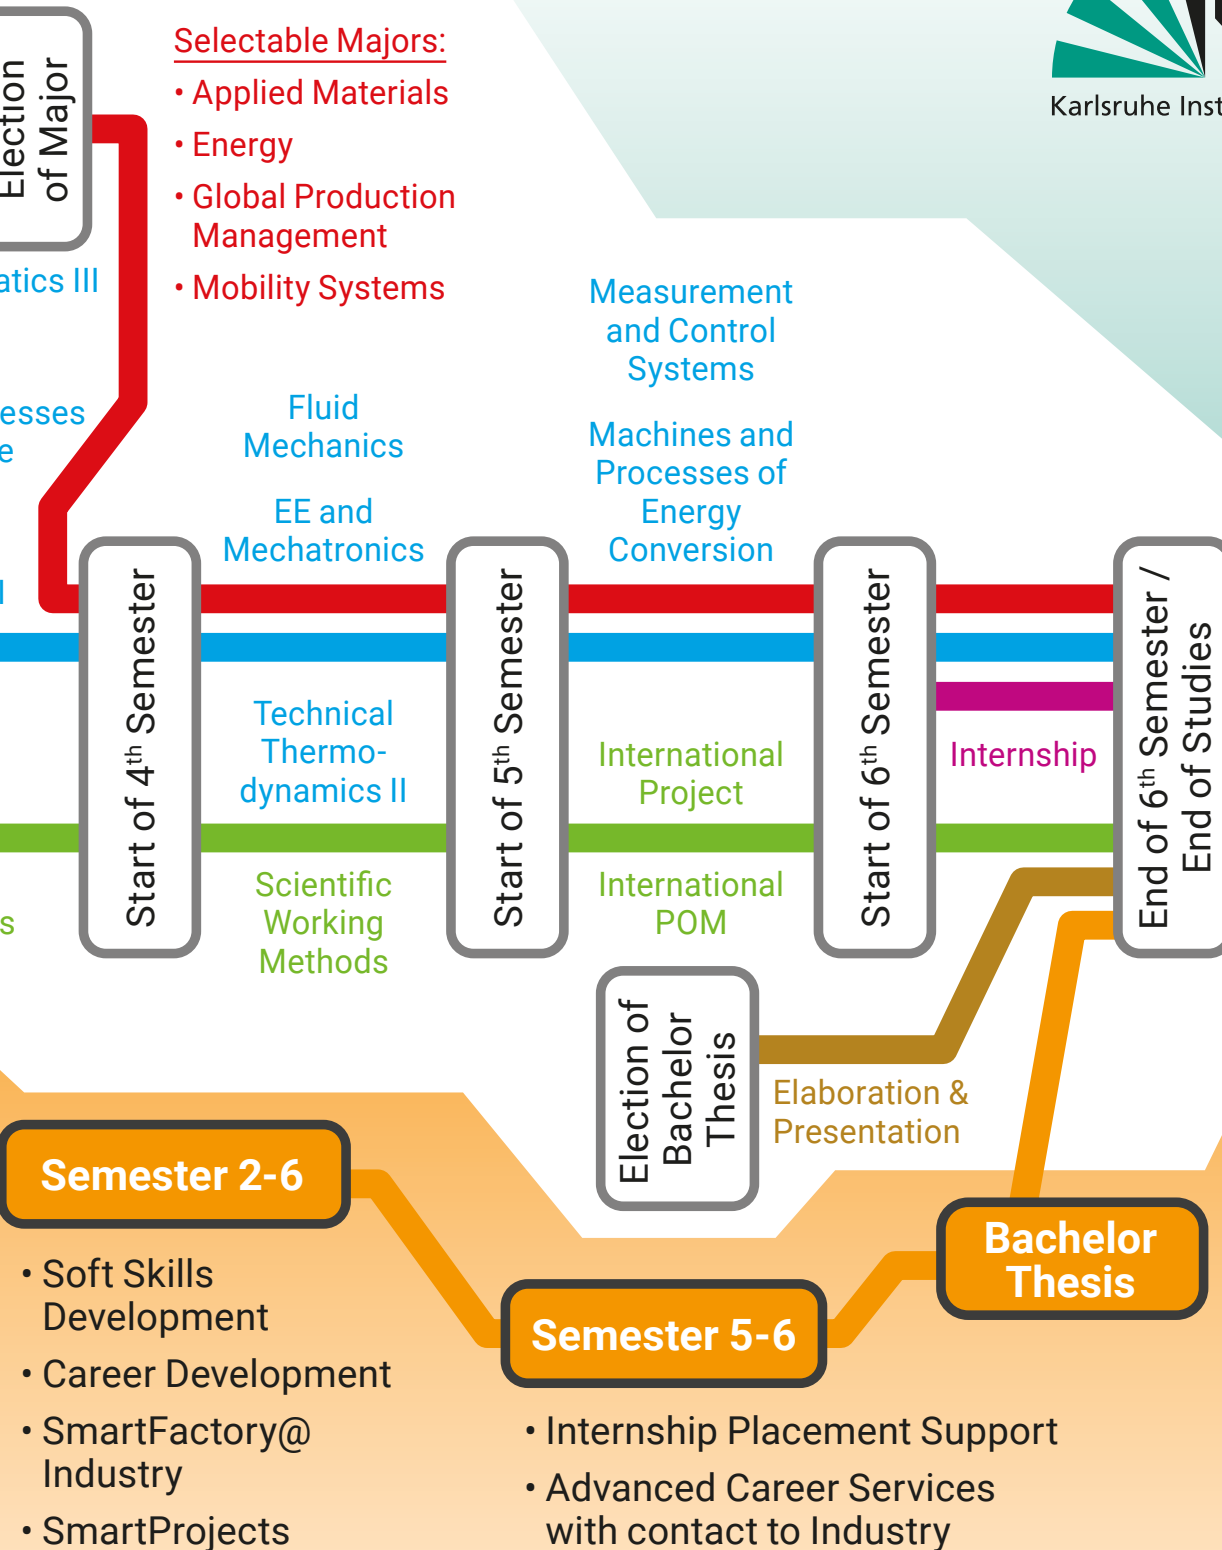 Election
of Major
Selectable Majors:
• Applied Materials
• Energy
• Global Production
Management
• Mobility Systems
Karlsruhe Inst
atics III
esses
e
Fluid
Mechanics
EE and
Mechatronics
Measurement
and Control
Systems
Machines and
Processes of
Energy
Conversion
Start of 4th Semester
Technical
Thermo-
dynamics II
Scientific
Working
Methods
s
Start of 5th Semester
International
Project
International
POM
Start of 6th Semester
Internship
End of 6th Semester /
End of Studies
Election of
Bachelor
Thesis
Elaboration &
Presentation
Semester 2-6
• Soft Skills
Development
• Career Development
• SmartFactory@
Industry
• SmartProjects
Semester 5-6
• Internship Placement Support
• Advanced Career Services
with contact to Industry
Bachelor
Thesis